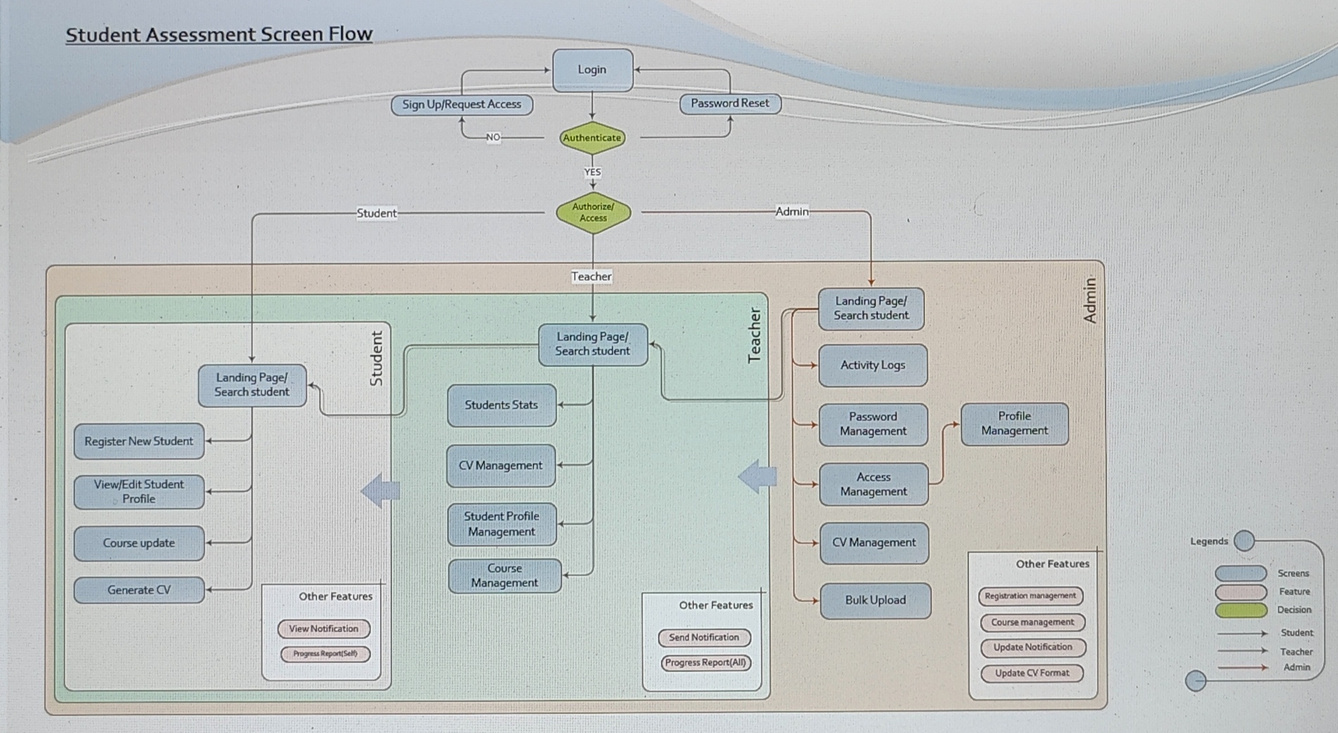 Student Assessment Screen Flow
Login
Sign Up/Request Access
Password Reset
NO
Authenticate
YES
Authorize/
Access
Student
Admin
Teacher
Admin
Landing Page/
Search student
Activity Logs
Password
Management
Profile
Management
Access
Management
CV Management
Bulk Upload
Other Features
Registration management
Course management
Update Notification
Update CV Format
Teacher
Landing Page/
Search student
Students Stats
CV Management
Student Profile
Management
Course
Management
Other Features
Send Notification
Progress Report(All)
Student
Landing Page/
Search student
Register New Student
View/Edit Student
Profile
Course update
Generate CV
Other Features
View Notification
Progress Report(Self)
Legends
Screens
Feature
Decision
Student
Teacher
Admin